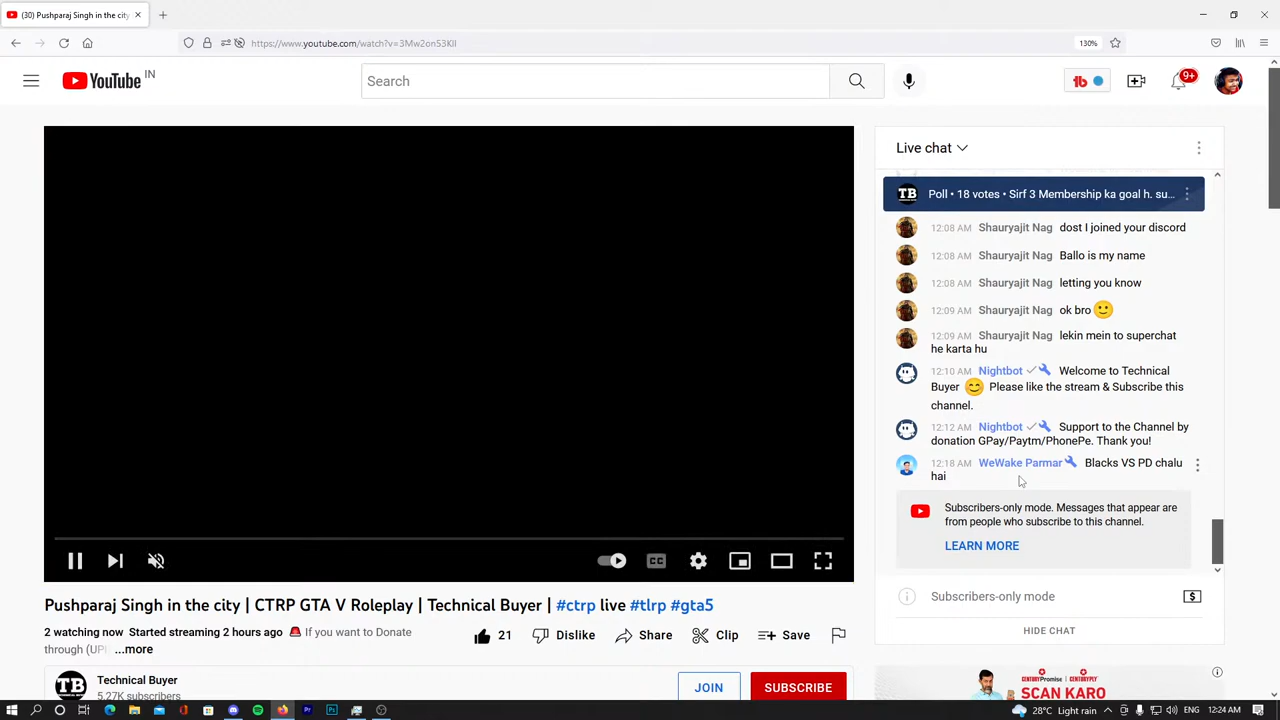 (30) Pushparaj Singh in the city
https://www.youtube.com/watch?v=3Mw2onS3KII
130%
YouTube IN
Search
9+
Live chat
TB Poll • 18 votes • Sirf 3 Membership ka goal h. su...
12:08 AM Shauryajit Nag dost I joined your discord
12:08 AM Shauryajit Nag Ballo is my name
12:08 AM Shauryajit Nag letting you know
12:09 AM Shauryajit Nag ok bro
12:09 AM Shauryajit Nag lekin mein to superchat
he karta hu
12:10 AM Nightbot Welcome to Technical
Buyer Please like the stream & Subscribe this
channel.
12:12 AM Nightbot Support to the Channel by
donation GPay/Paytm/PhonePe. Thank you!
12:18 AM WeWake Parmar Blacks VS PD chalu
hai
Subscribers-only mode. Messages that appear are
from people who subscribe to this channel.
LEARN MORE
Subscribers-only mode
HIDE CHAT
CC
Pushparaj Singh in the city | CTRP GTA V Roleplay | Technical Buyer | #ctrp live #tlrp #gta5
2 watching now Started streaming 2 hours ago If you want to Donate
through (UPI ...more
21 Dislike Share Clip Save
TB Technical Buyer
5.27K subscribers
JOIN SUBSCRIBE
CENTURYPromise CENTURYPLY
SCAN KARO
28°C Light rain ENG 12:24 AM